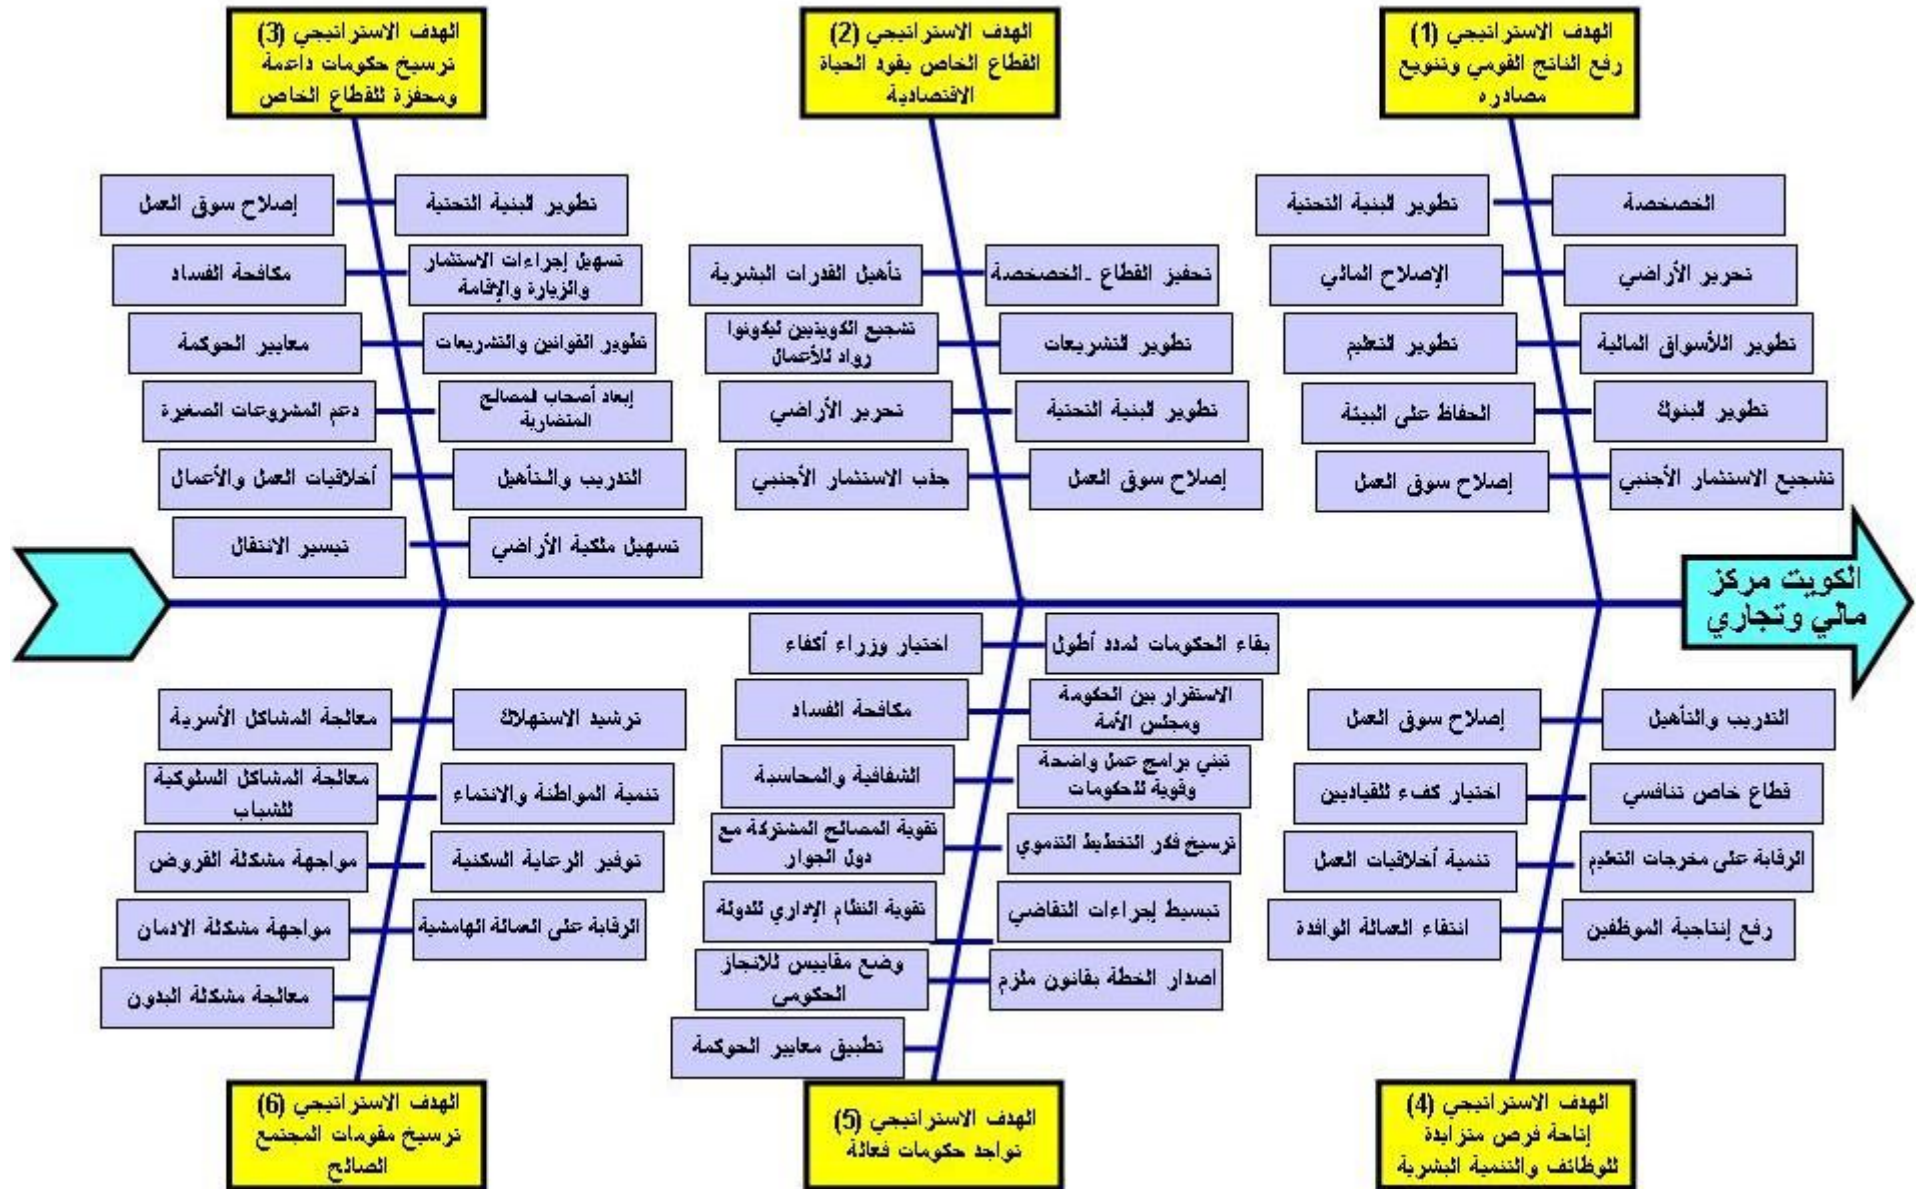 الهدف الاستراتيجي (1)
رفع الناتج القومي وتنويع
مصادره
الهدف الاستراتيجي (2)
القطاع الخاص يقود الحياة
الاقتصادية
الهدف الاستراتيجي (3)
ترسيخ حكومات داعمة
ومحفزة للقطاع الخاص
الخصخصة
تطوير البنية التحتية
تحرير الأراضي
الإصلاح المالي
تطوير اللأسواق المالية
تطوير التعليم
تطوير البنوك
الحفاظ على البيئة
تشجيع الاستثمار الأجنبي
إصلاح سوق العمل
تحفيز القطاع -الخصخصة
تأهيل القدرات البشرية
تطوير التشريعات
تشجيع الكويتيين ليكونوا
رواد للأعمال
تطوير البنية التحتية
تحرير الأراضي
إصلاح سوق العمل
جذب الاستثمار الأجنبي
تطوير البنية التحتية
إصلاح سوق العمل
تسهيل إجراءات الاستثمار
والزيارة والإقامة
مكافحة الفساد
تطوير القوانين والتشريعات
معايير الحوكمة
إبعاد أصحاب المصالح
المتضاربة
دعم المشروعات الصغيرة
التدريب والتأهيل
أخلاقيات العمل والأعمال
تسهيل ملكية الأراضي
تيسير الانتقال
الكويت مركز
مالي وتجاري
التدريب والتأهيل
إصلاح سوق العمل
قطاع خاص تنافسي
اختيار كفء للقياديين
الرقابة على مخرجات التعليم
تنمية أخلاقيات العمل
رفع إنتاجية الموظفين
انتقاء العمالة الوافدة
بقاء الحكومات لمدد أطول
اختيار وزراء أكفاء
الاستقرار بين الحكومة
ومجلس الأمة
مكافحة الفساد
تبني برامج عمل واضحة
وقوية للحكومات
الشفافية والمحاسبة
ترسيخ فكر التخطيط التنموي
تقوية المصالح المشتركة مع
دول الجوار
تبسيط إجراءات التقاضي
تقوية النظام الإداري للدولة
اصدار الخطة بقانون ملزم
وضع مقاييس للانجاز
الحكومي
تطبيق معايير الحوكمة
ترشيد الاستهلاك
معالجة المشاكل الأسرية
تنمية المواطنة والانتماء
معالجة المشاكل السلوكية
للشباب
توفير الرعاية السكنية
مواجهة مشكلة القروض
الرقابة على العمالة الهامشية
مواجهة مشكلة الادمان
معالجة مشكلة البدون
الهدف الاستراتيجي (4)
إتاحة فرص متزايدة
للوظائف والتنمية البشرية
الهدف الاستراتيجي (5)
تواجد حكومات فعالة
الهدف الاستراتيجي (6)
ترسيخ مقومات المجتمع
الصالح